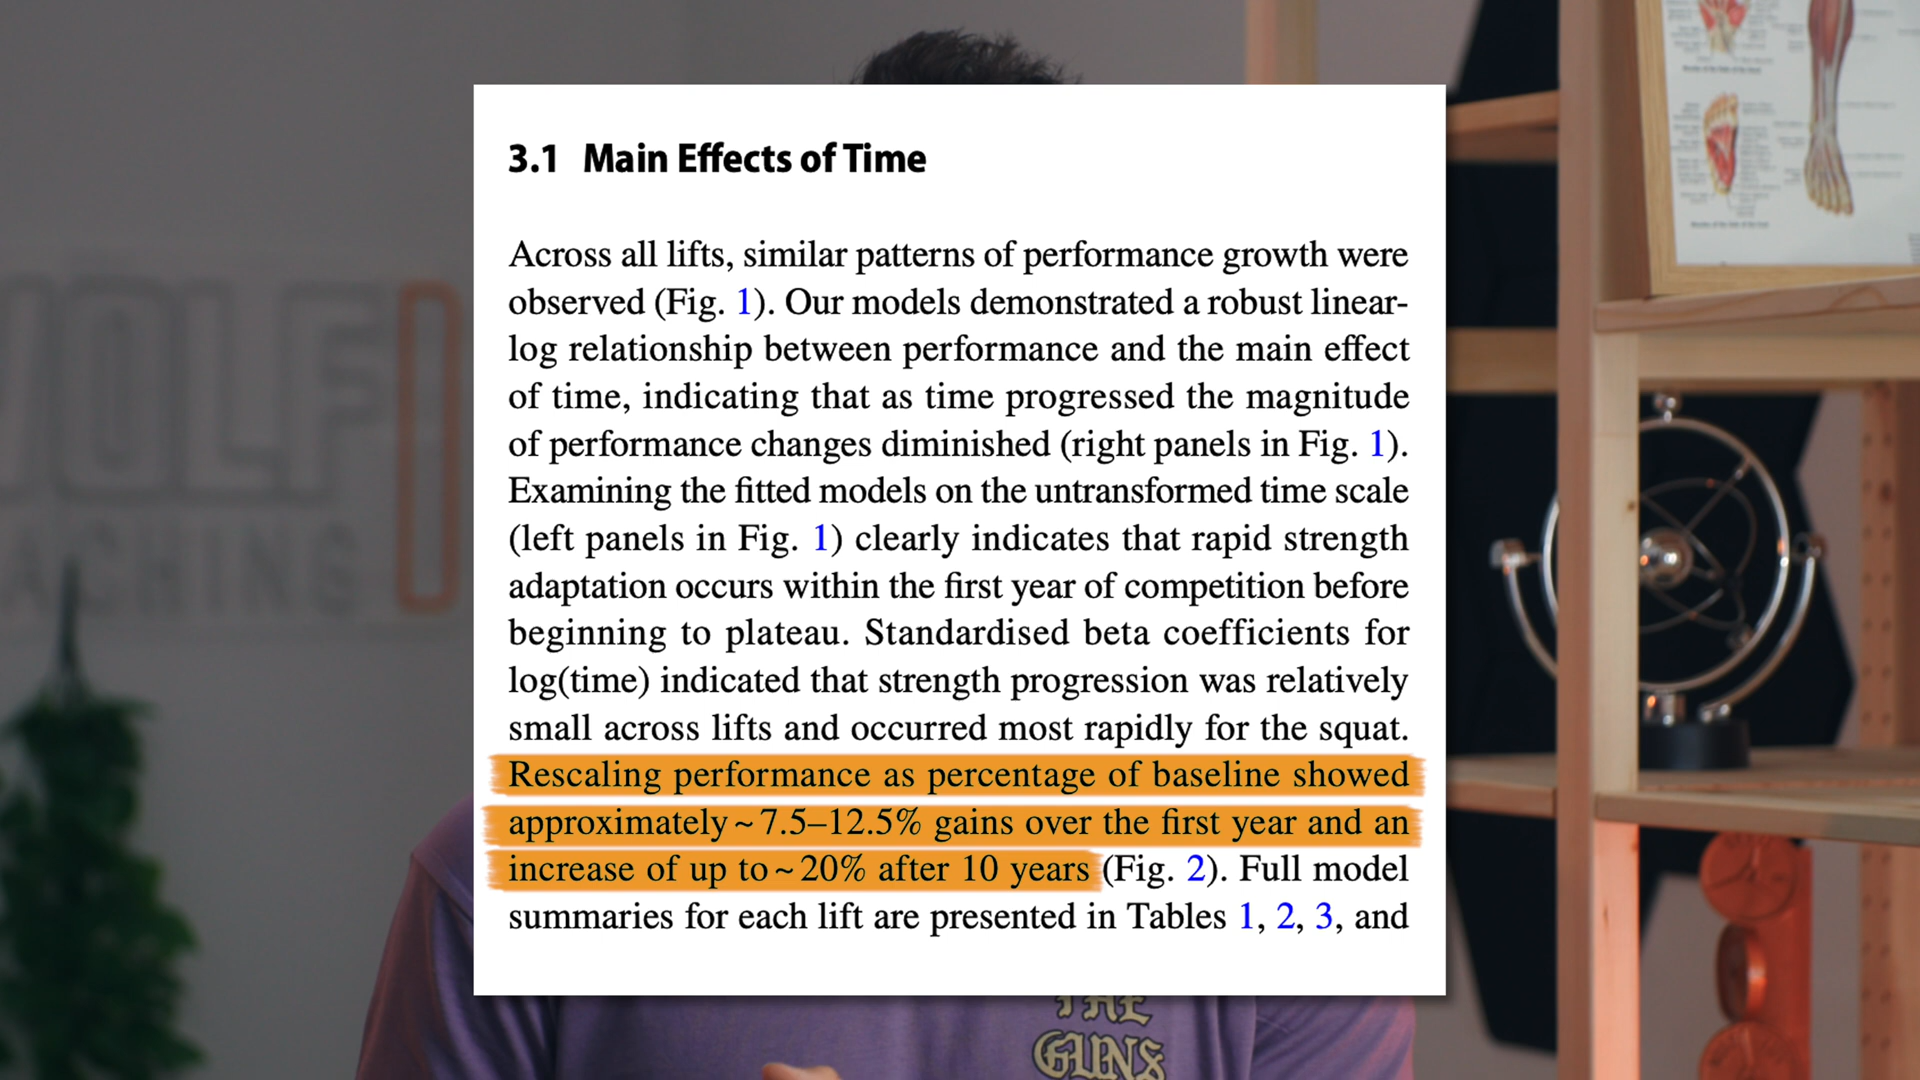 3.1 Main Effects of Time
Across all lifts, similar patterns of performance growth were
observed (Fig. 1). Our models demonstrated a robust linear-
log relationship between performance and the main effect
of time, indicating that as time progressed the magnitude
of performance changes diminished (right panels in Fig. 1).
Examining the fitted models on the untransformed time scale
(left panels in Fig. 1) clearly indicates that rapid strength
adaptation occurs within the first year of competition before
beginning to plateau. Standardised beta coefficients for
log(time) indicated that strength progression was relatively
small across lifts and occurred most rapidly for the squat.
Rescaling performance as percentage of baseline showed
approximately ~ 7.5–12.5% gains over the first year and an
increase of up to ~ 20% after 10 years (Fig. 2). Full model
summaries for each lift are presented in Tables 1, 2, 3, and
OLF
ACHING
THE
GUNS